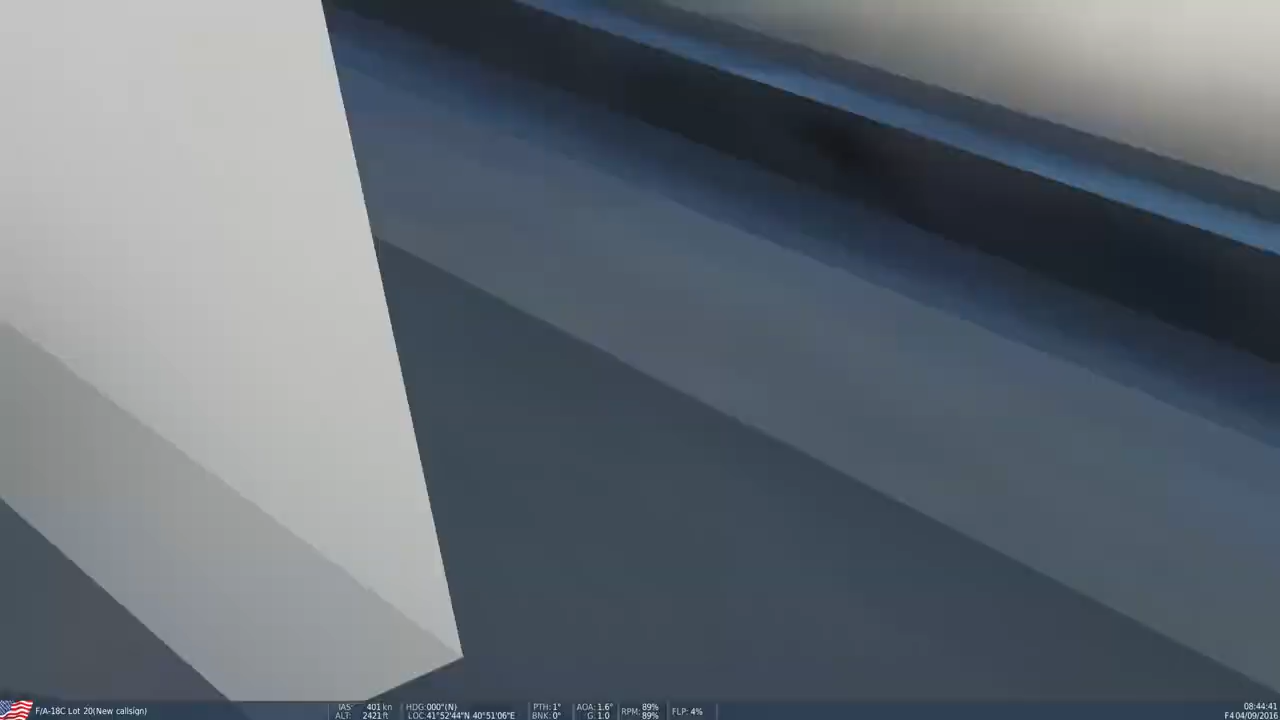 F/A-18C Lot 20(New callsign)
IAS: 401 kn
ALT: 2421 ft
HDG: 000°(N)
LOC: 41°52'44"N 40°51'06"E
PTH: 1°
BNK: 0°
AOA: 1.6°
G: 1.0
RPM: 89%
89%
FLP: 4%
08:44:41
F4 04/09/2016